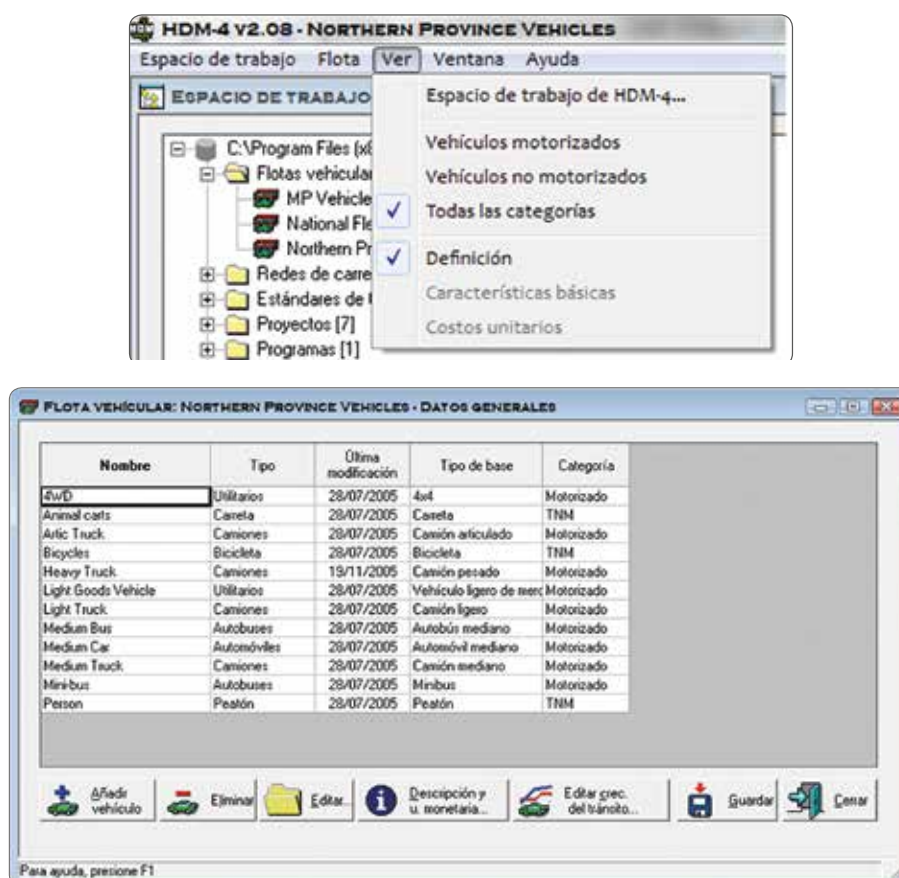 HDM-4 v2.08 - Northern Province Vehicles
Espacio de trabajo Flota Ver Ventana Ayuda
Espacio de trabajo
Espacio de trabajo de HDM-4...
Vehículos motorizados
Vehículos no motorizados
Todas las categorías
Definición
Características básicas
Costos unitarios
C:\Program Files (x8
Flotas vehicula
MP Vehicle
National Fle
Northern Pr
Redes de carre
Estándares de
Proyectos [7]
Programas [1]
Flota vehícular: Northern Province Vehicles - Datos generales
Nombre Tipo Última modificación Tipo de base Categoría
4WD Utilitarios 28/07/2005 4x4 Motorizado
Animal carts Carreta 28/07/2005 Carreta TNM
Artic Truck Camiones 28/07/2005 Camión articulado Motorizado
Bicycles Bicicleta 28/07/2005 Bicicleta TNM
Heavy Truck Camiones 19/11/2005 Camión pesado Motorizado
Light Goods Vehicle Utilitarios 28/07/2005 Vehículo ligero de merc Motorizado
Light Truck Camiones 28/07/2005 Camión ligero Motorizado
Medium Bus Autobuses 28/07/2005 Autobús mediano Motorizado
Medium Car Automóviles 28/07/2005 Automóvil mediano Motorizado
Medium Truck Camiones 28/07/2005 Camión mediano Motorizado
Mini-bus Autobuses 28/07/2005 Minibus Motorizado
Person Peatón 28/07/2005 Peatón TNM
Añadir vehículo Eliminar Editar... Descripción y u. monetaria... Editar crec. del tránsito... Guardar Cerrar
Para ayuda, presione F1